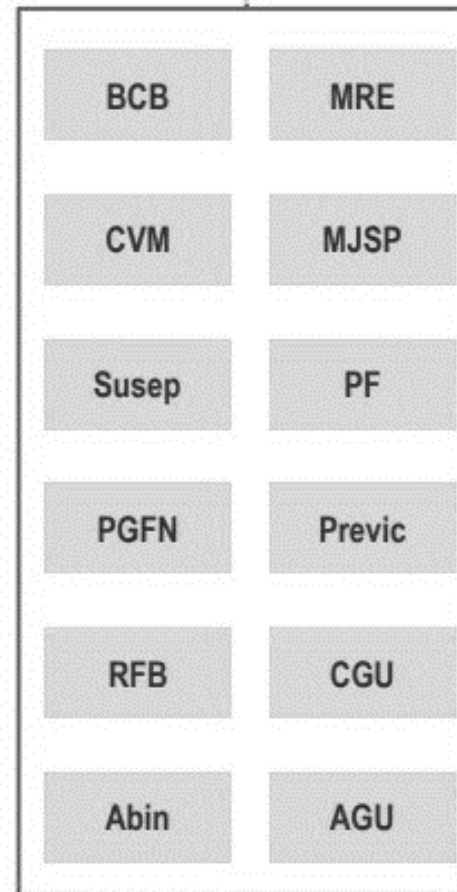 BCB MRE
CVM MJSP
Susep PF
PGFN Previc
RFB CGU
Abin AGU